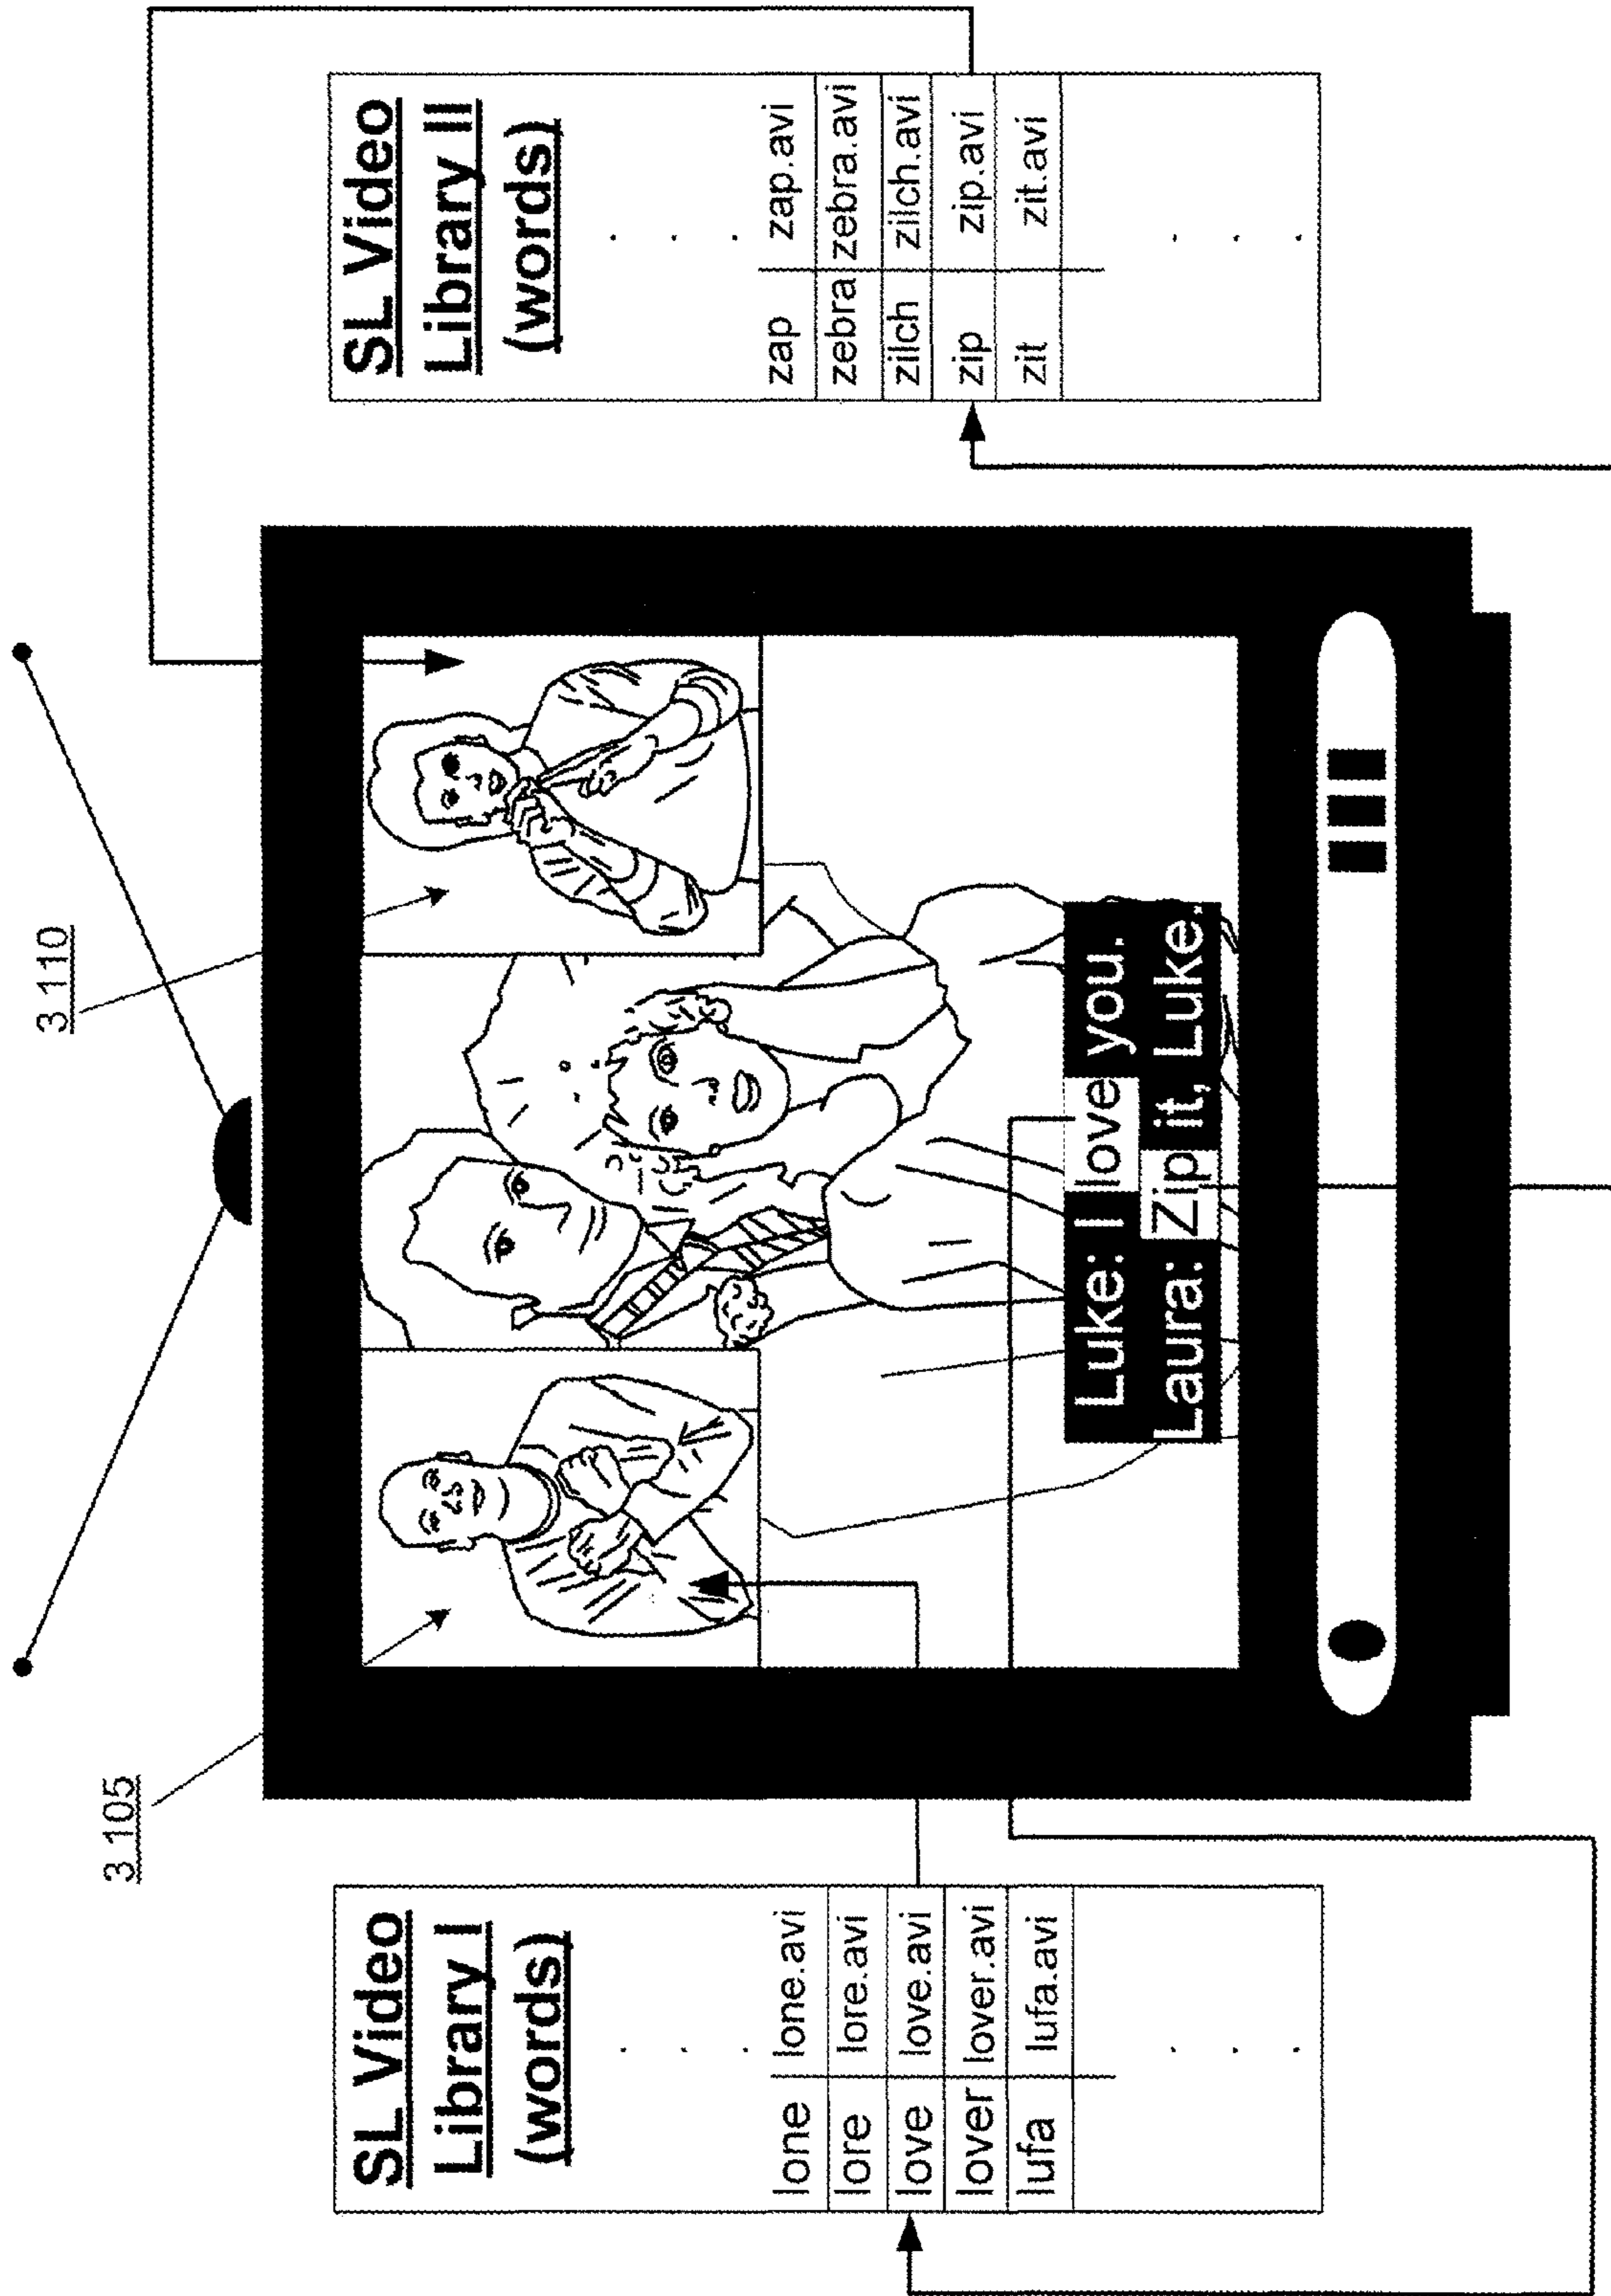 3.105
3.110
SL Video
Library I
(words)
.
.
.
lone lone.avi
lore lore.avi
love love.avi
lover lover.avi
lufa lufa.avi
.
.
.
Luke: I love you.
Laura: Zip it, Luke.
SL Video
Library II
(words)
.
.
.
zap zap.avi
zebra zebra.avi
zilch zilch.avi
zip zip.avi
zit zit.avi
.
.
.